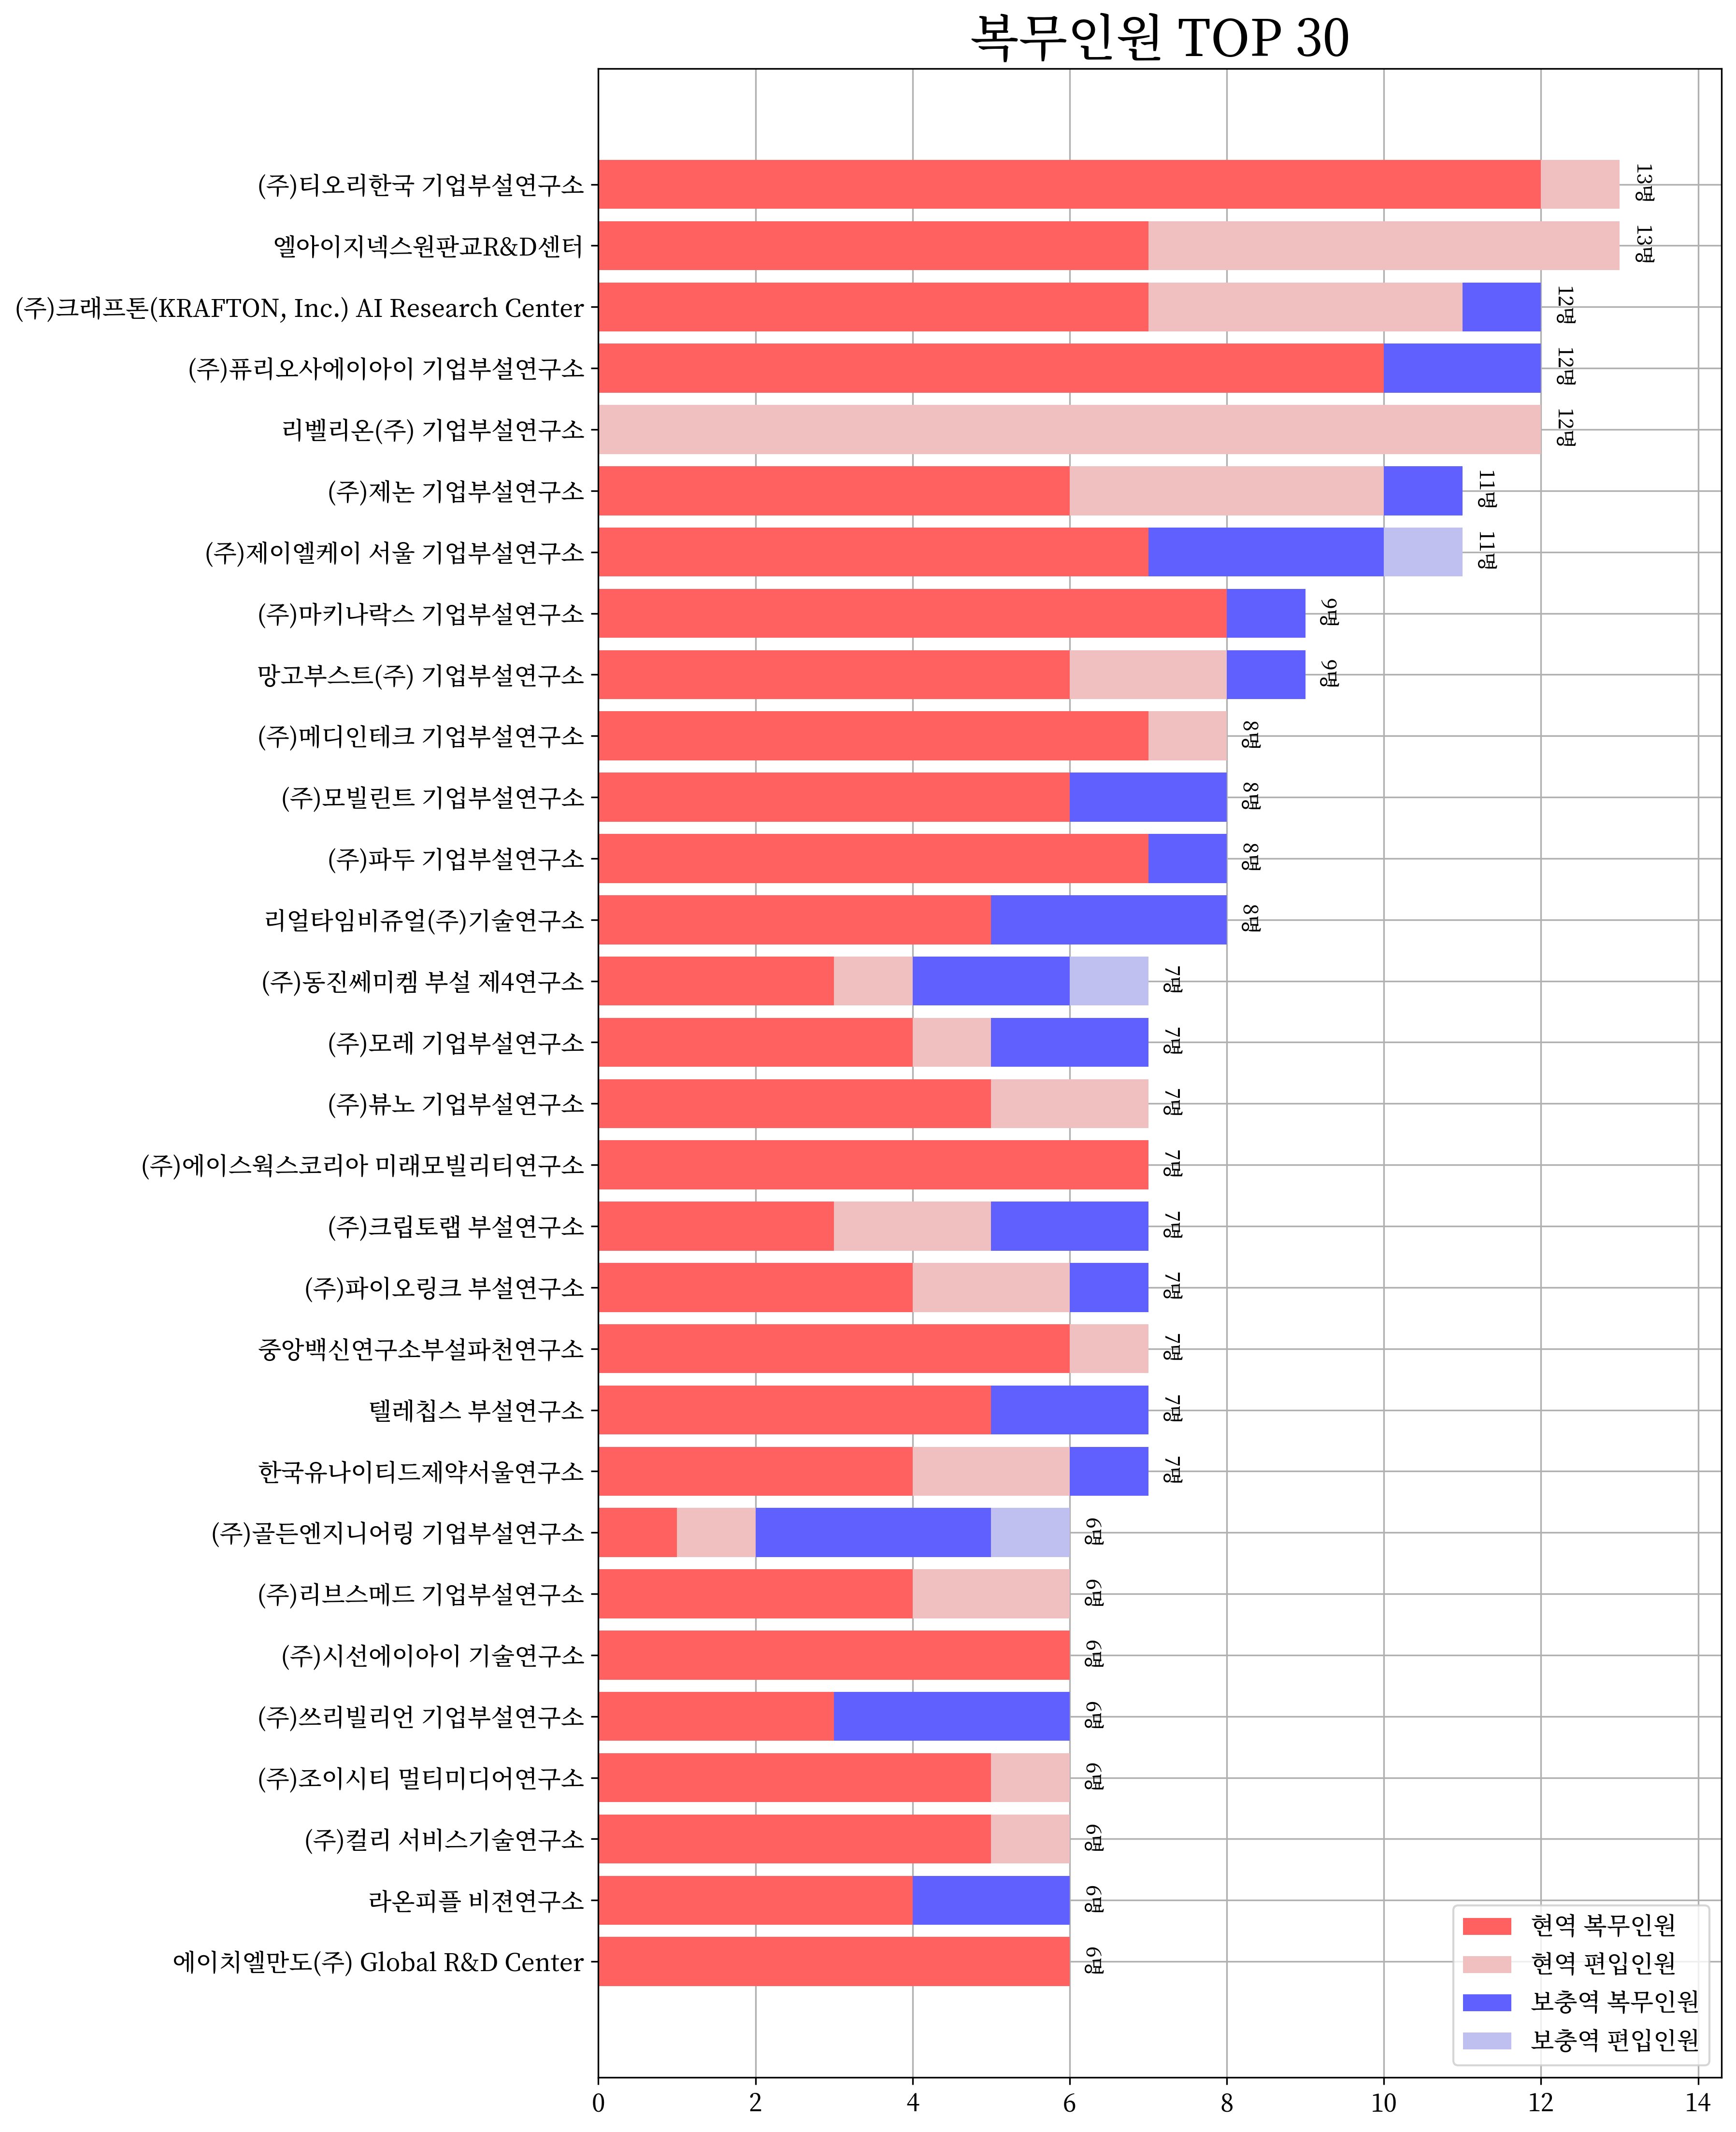 복무인원 TOP 30
(주)티오리한국 기업부설연구소
13명
엘아이지넥스원판교R&D센터
13명
(주)크래프톤(KRAFTON, Inc.) AI Research Center
12명
(주)퓨리오사에이아이 기업부설연구소
12명
리벨리온(주) 기업부설연구소
12명
(주)제논 기업부설연구소
11명
(주)제이엘케이 서울 기업부설연구소
11명
(주)마키나락스 기업부설연구소
9명
망고부스트(주) 기업부설연구소
9명
(주)메디인테크 기업부설연구소
8명
(주)모빌린트 기업부설연구소
8명
(주)파두 기업부설연구소
8명
리얼타임비쥬얼(주)기술연구소
8명
(주)동진쎄미켐 부설 제4연구소
7명
(주)모레 기업부설연구소
7명
(주)뷰노 기업부설연구소
7명
(주)에이스웍스코리아 미래모빌리티연구소
7명
(주)크립토랩 부설연구소
7명
(주)파이오링크 부설연구소
7명
중앙백신연구소부설파천연구소
7명
텔레칩스 부설연구소
7명
한국유나이티드제약서울연구소
7명
(주)골든엔지니어링 기업부설연구소
6명
(주)리브스메드 기업부설연구소
6명
(주)시선에이아이 기술연구소
6명
(주)쓰리빌리언 기업부설연구소
6명
(주)조이시티 멀티미디어연구소
6명
(주)컬리 서비스기술연구소
6명
라온피플 비젼연구소
6명
에이치엘만도(주) Global R&D Center
6명
현역 복무인원
현역 편입인원
보충역 복무인원
보충역 편입인원
0 2 4 6 8 10 12 14